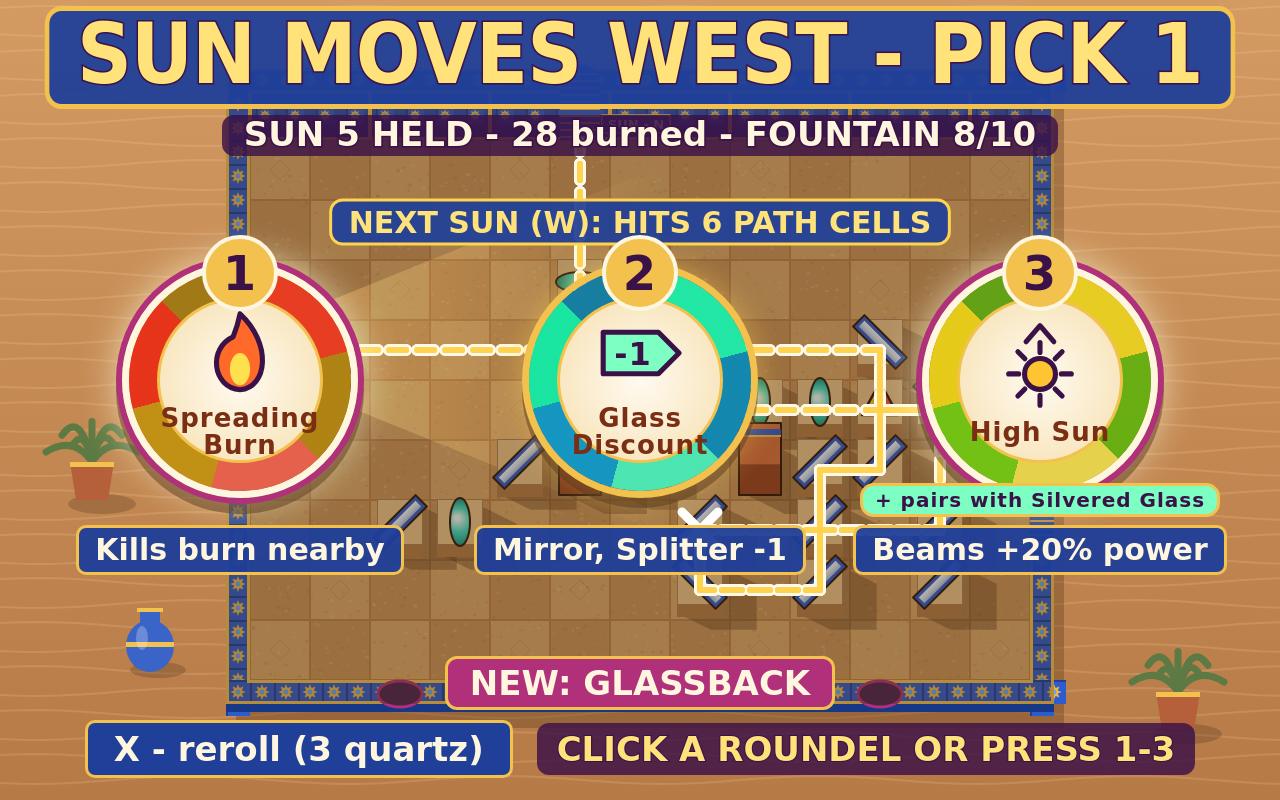 SUN MOVES WEST - PICK 1
SUN 5 HELD - 28 burned - FOUNTAIN 8/10
NEXT SUN (W): HITS 6 PATH CELLS
1
2
3
-1
Spreading
Burn
Glass
Discount
High Sun
+ pairs with Silvered Glass
Kills burn nearby
Mirror, Splitter -1
Beams +20% power
NEW: GLASSBACK
X - reroll (3 quartz)
CLICK A ROUNDEL OR PRESS 1-3